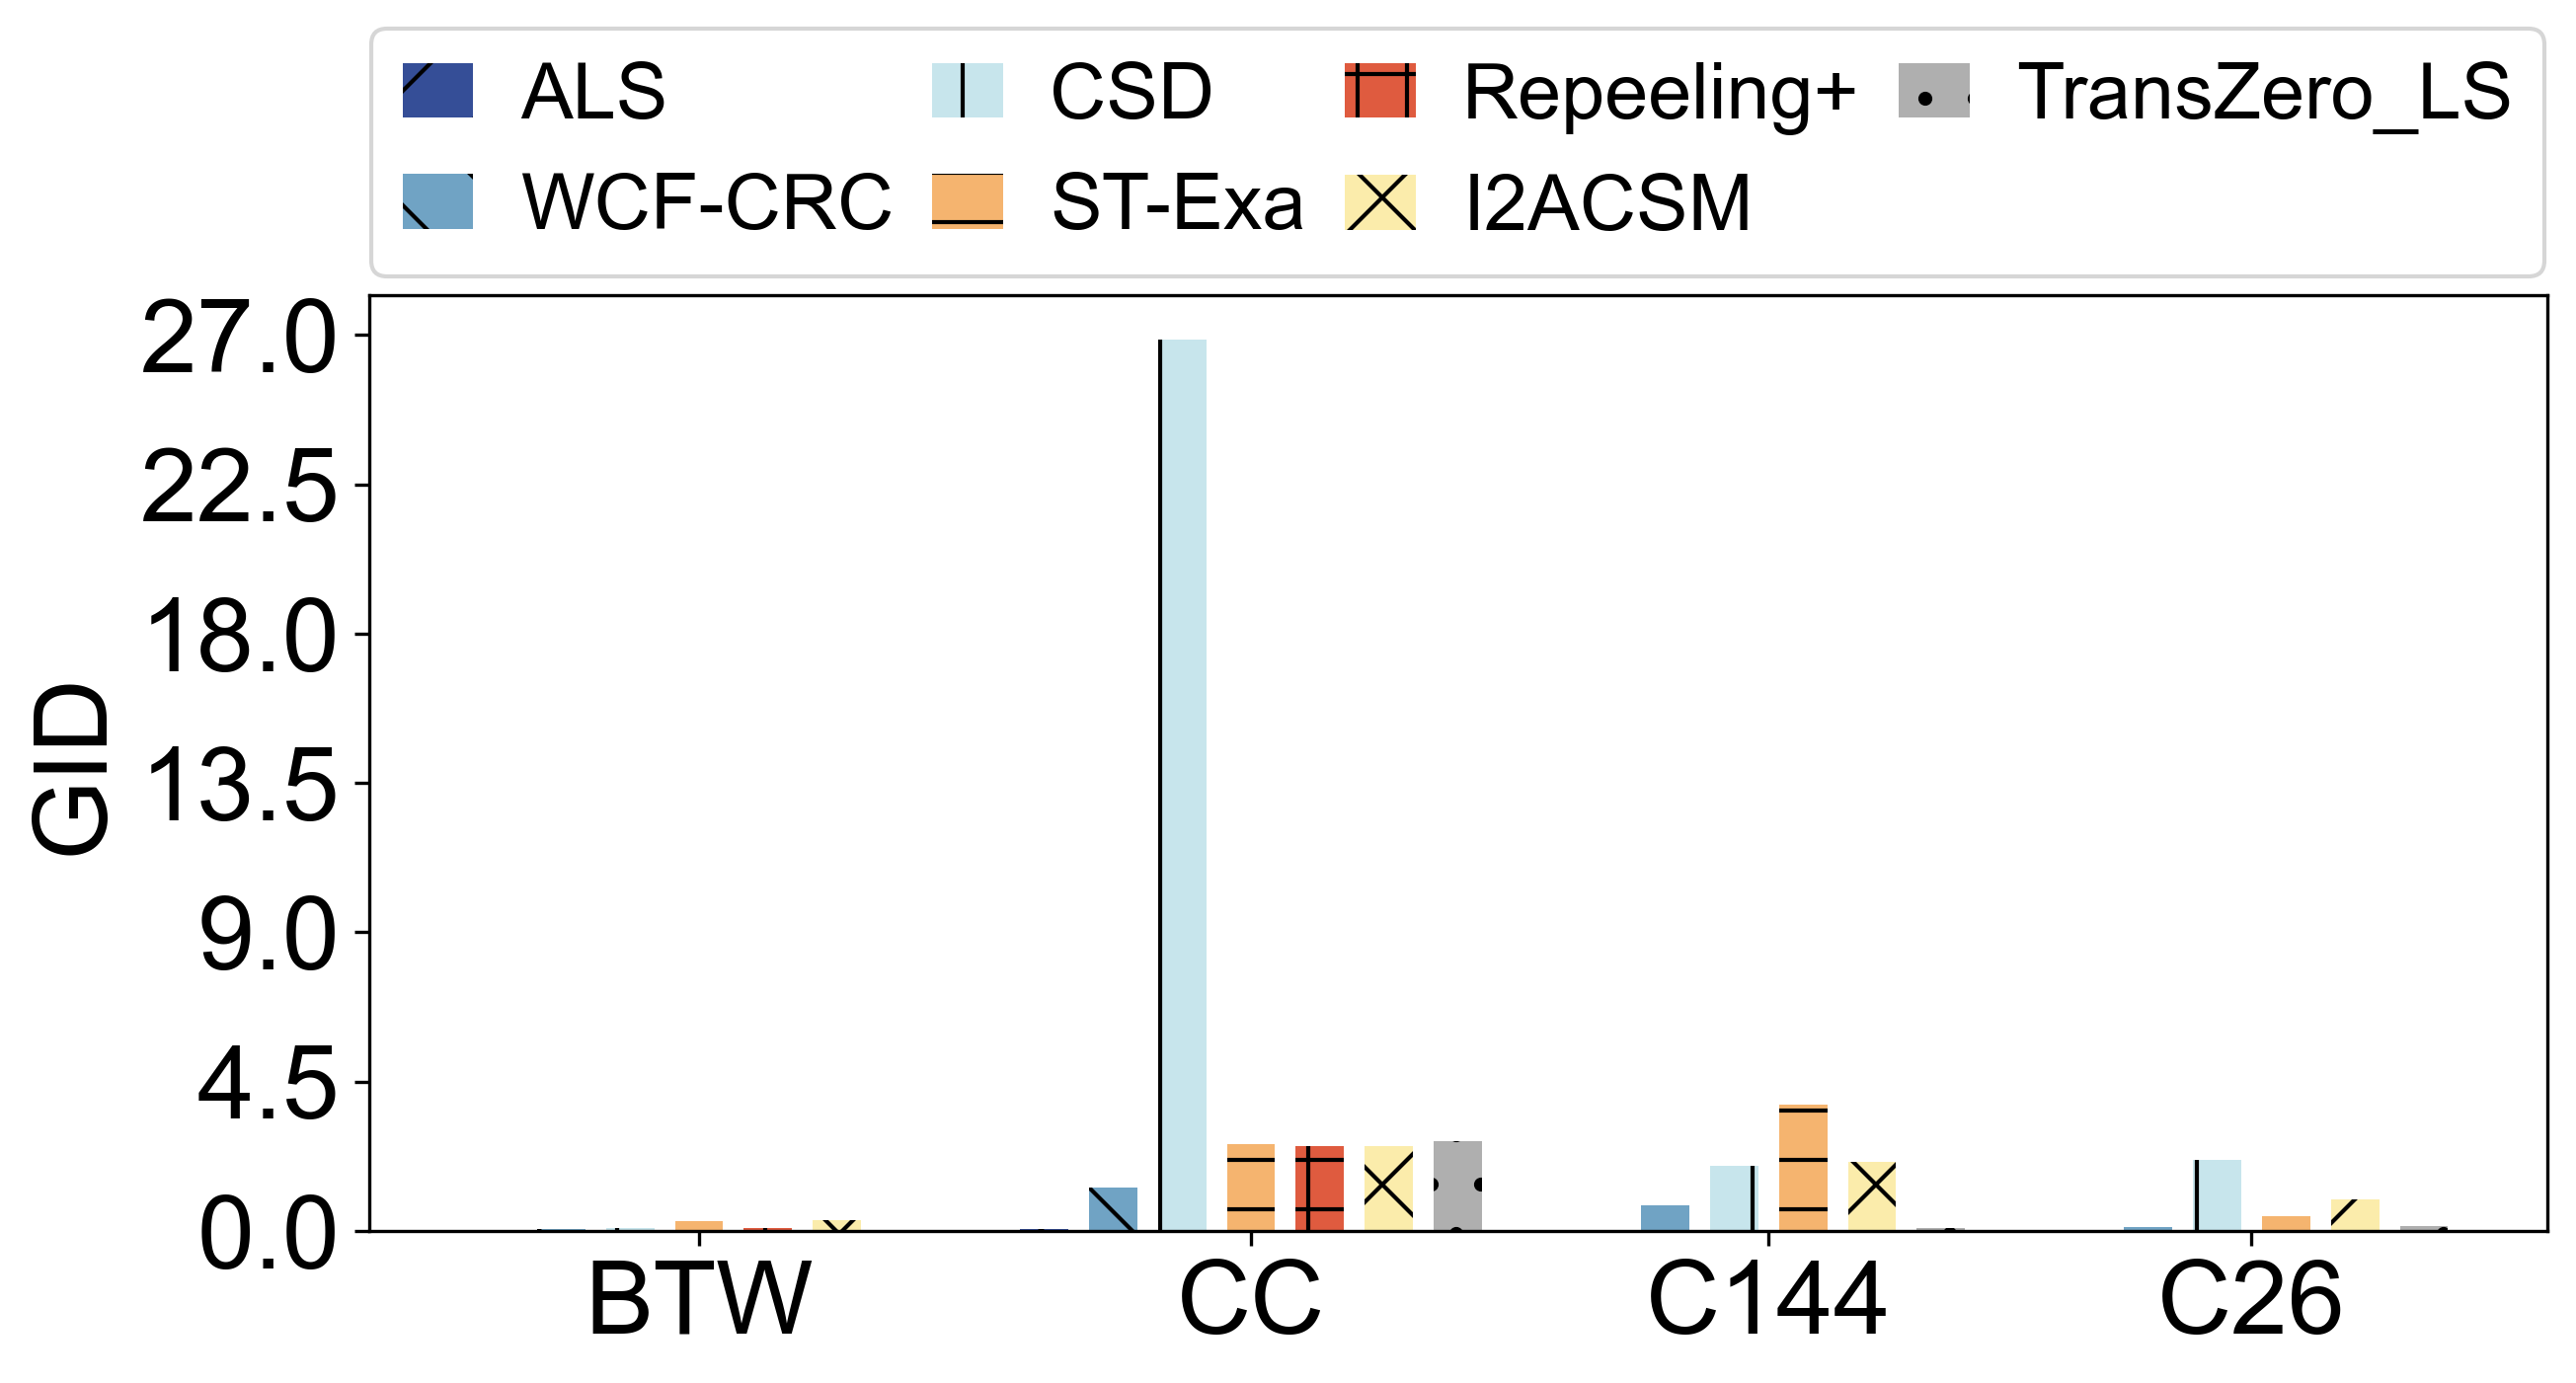 ALS CSD Repeeling+ TransZero_LS
WCF-CRC ST-Exa I2ACSM
27.0
22.5
18.0
13.5
9.0
4.5
0.0
GID
BTW CC C144 C26